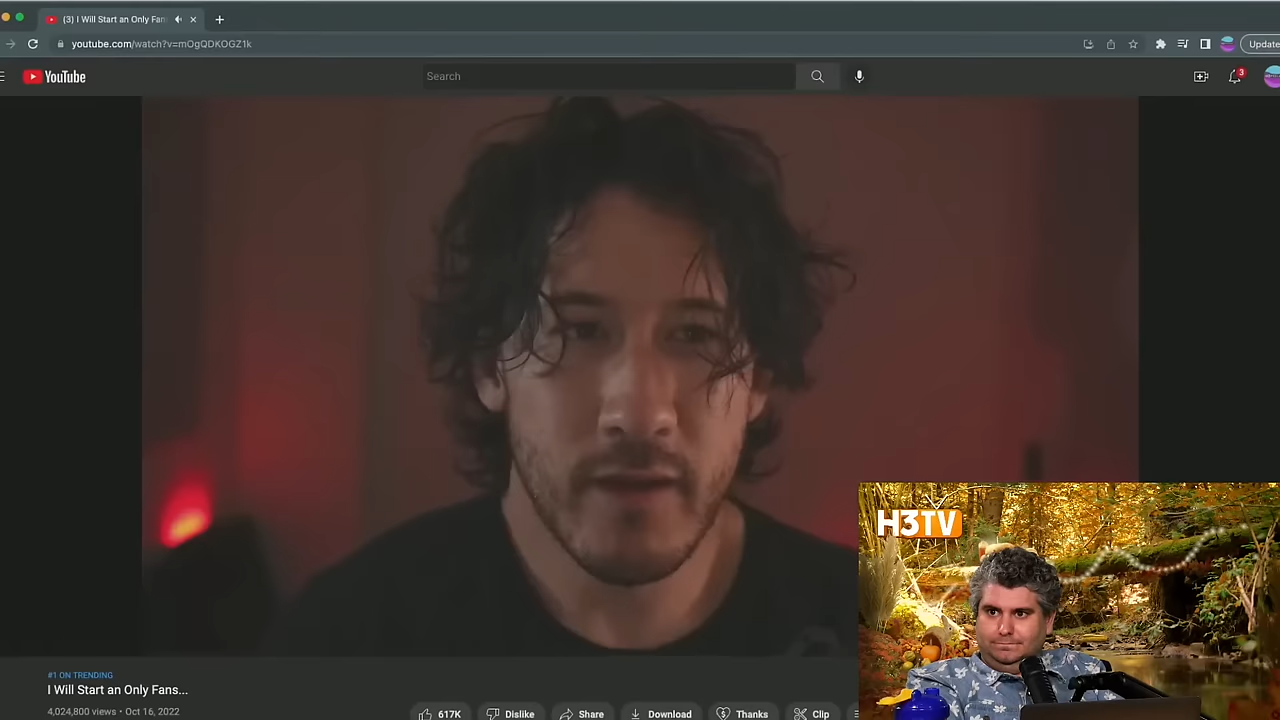 (3) I Will Start an Only Fan
youtube.com/watch?v=mOgQDKOGZ1k
Update
YouTube
Search
3
H3TV
#1 ON TRENDING
I Will Start an Only Fans...
4,024,800 views • Oct 16, 2022
617K
Dislike
Share
Download
Thanks
Clip